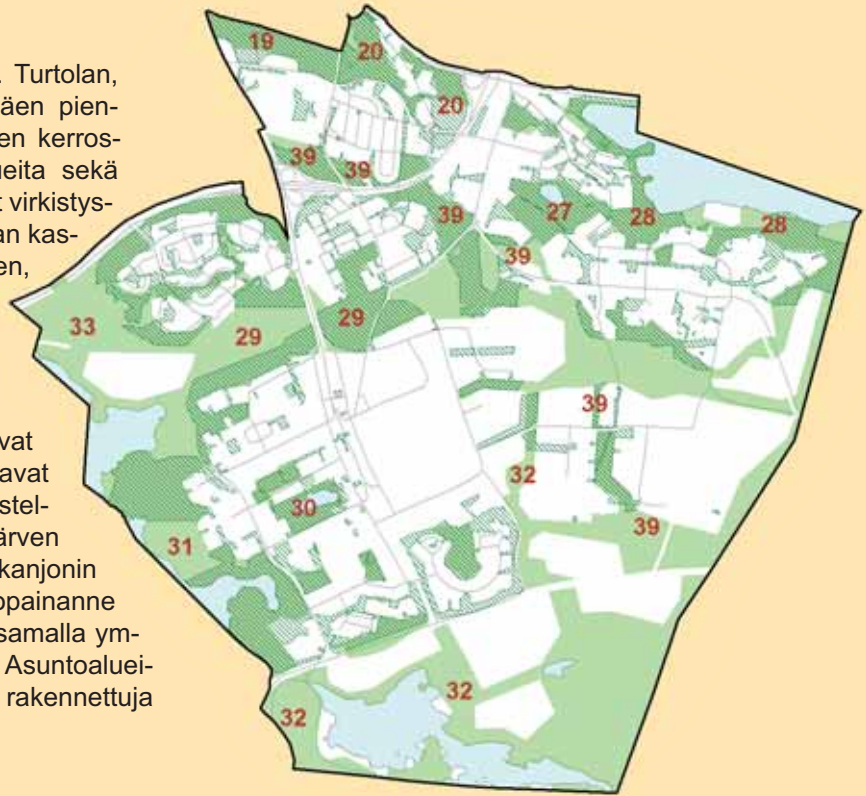 Turtolan,
äen pien-
en kerros-
ueita sekä
t virkistys-
an kas-
en,
vat
avat
stel-
ärven
kanjonin
opainanne
samalla ym-
Asuntoaluei-
rakennettuja
19
20
20
39
39
39
27
28
28
39
33
29
29
39
32
30
39
31
32
32